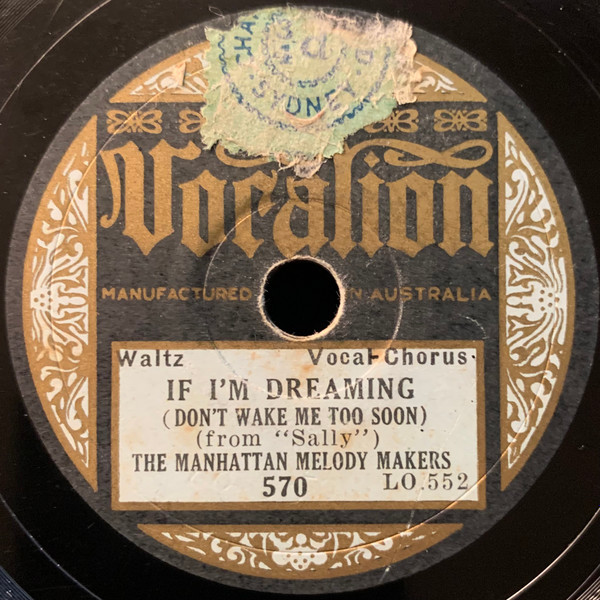 SYDNEY
Vocalion
MANUFACTURED IN AUSTRALIA
Waltz Vocal-Chorus.
IF I'M DREAMING
(DON'T WAKE ME TOO SOON)
(from "Sally")
THE MANHATTAN MELODY MAKERS
570 LO.552